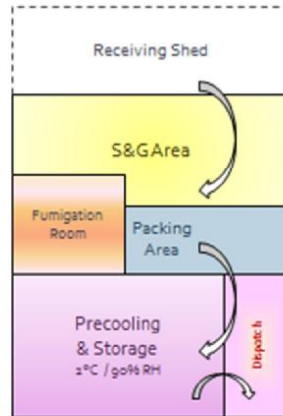 Receiving Shed
S&G Area
Fumigation
Room
Packing
Area
Precooling
& Storage
2°C / 90% RH
Dispatch